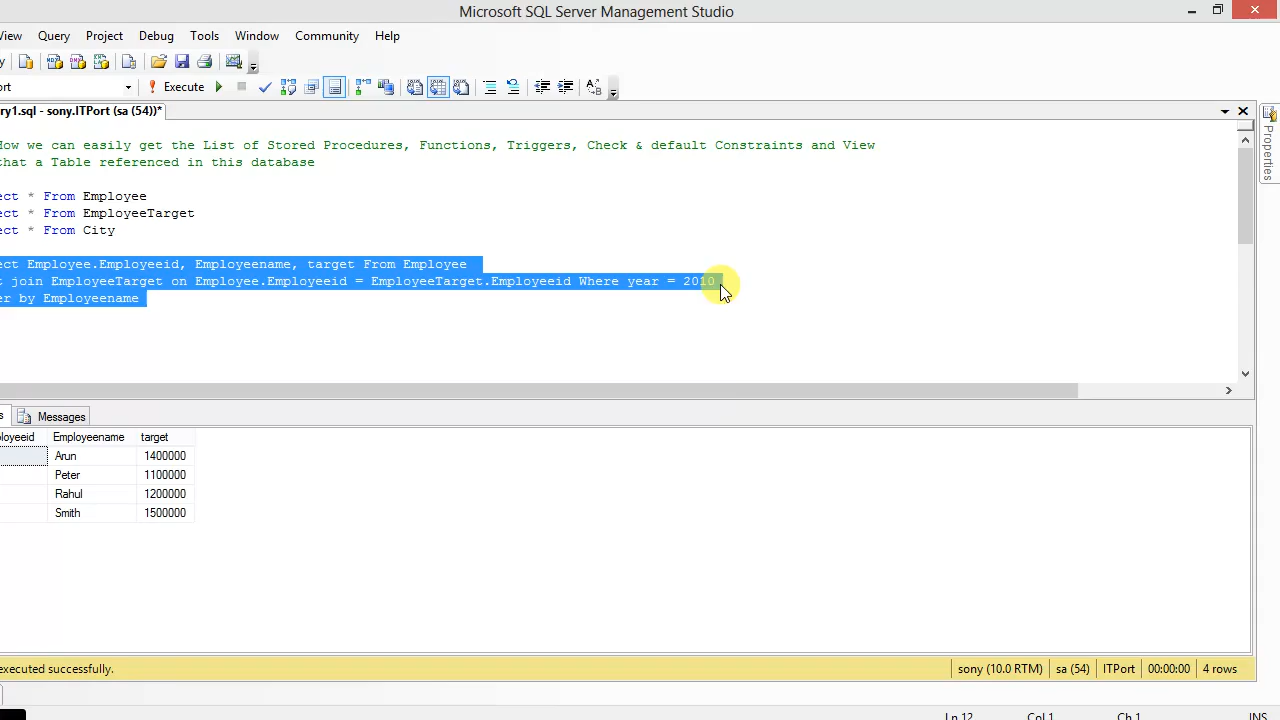 Microsoft SQL Server Management Studio
View Query Project Debug Tools Window Community Help
Execute
ry1.sql - sony.ITPort (sa (54))*
Properties
How we can easily get the List of Stored Procedures, Functions, Triggers, Check & default Constraints and View
that a Table referenced in this database
ect * From Employee
ect * From EmployeeTarget
ect * From City
ect Employee.Employeeid, Employeename, target From Employee
t join EmployeeTarget on Employee.Employeeid = EmployeeTarget.Employeeid Where year = 2010
er by Employeename
s Messages
loyeeid Employeename target
Arun 1400000
Peter 1100000
Rahul 1200000
Smith 1500000
executed successfully. sony (10.0 RTM) sa (54) ITPort 00:00:00 4 rows
Ln 12 Col 1 Ch 1 INS